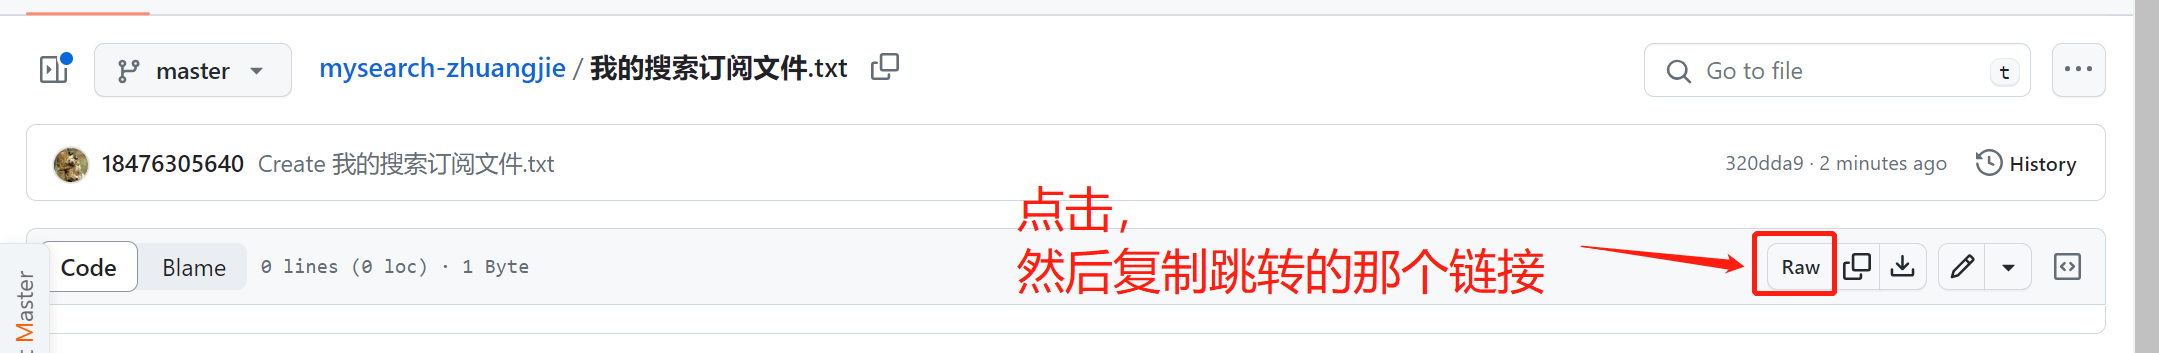 master
mysearch-zhuangjie / 我的搜索订阅文件.txt
Go to file
t
18476305640 Create 我的搜索订阅文件.txt
320dda9 · 2 minutes ago
History
点击,
然后复制跳转的那个链接
Code
Blame
0 lines (0 loc) · 1 Byte
Raw
Master